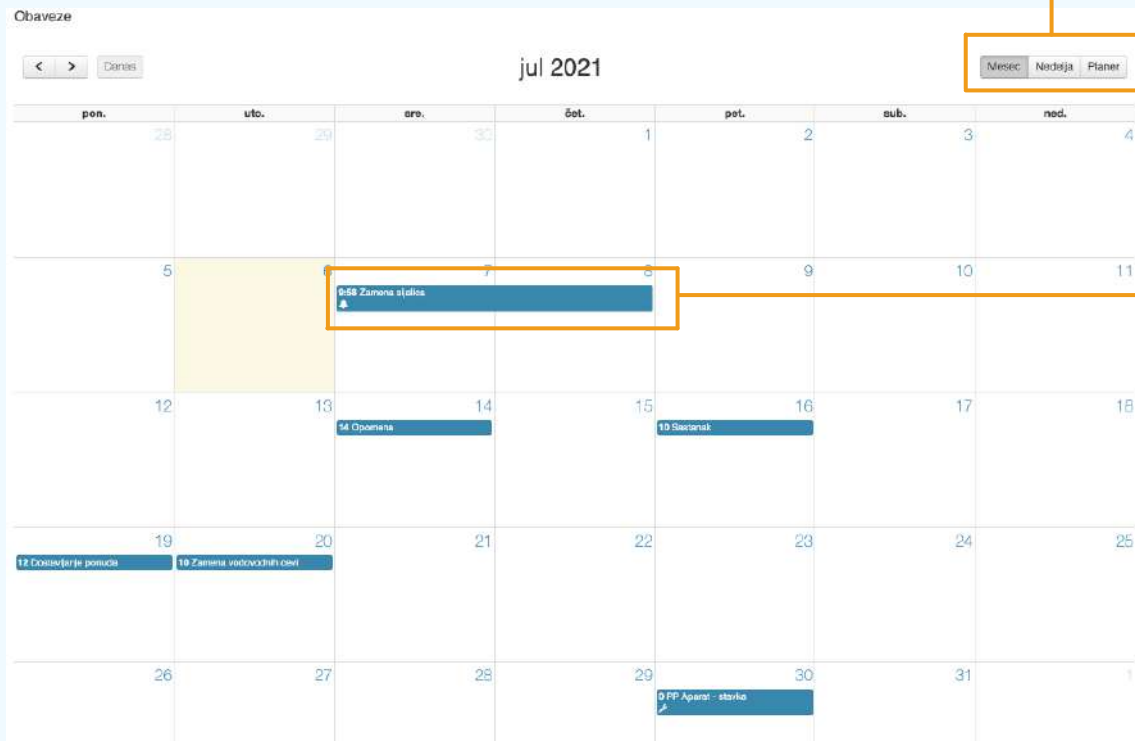 Obaveze
Danas
jul 2021
Mesec Nedelja Planer
pon. uto. sre. čet. pet. sub. ned.
28 29 30 1 2 3 4
5 6 7 8 9 10 11
9:58 Zamena sijalica
12 13 14 15 16 17 18
14 Opomena
10 Sastanak
19 20 21 22 23 24 25
12 Dostavljanje ponuda
10 Zamena vodovodnih cevi
26 27 28 29 30 31 1
0 PP Aparat - stavka